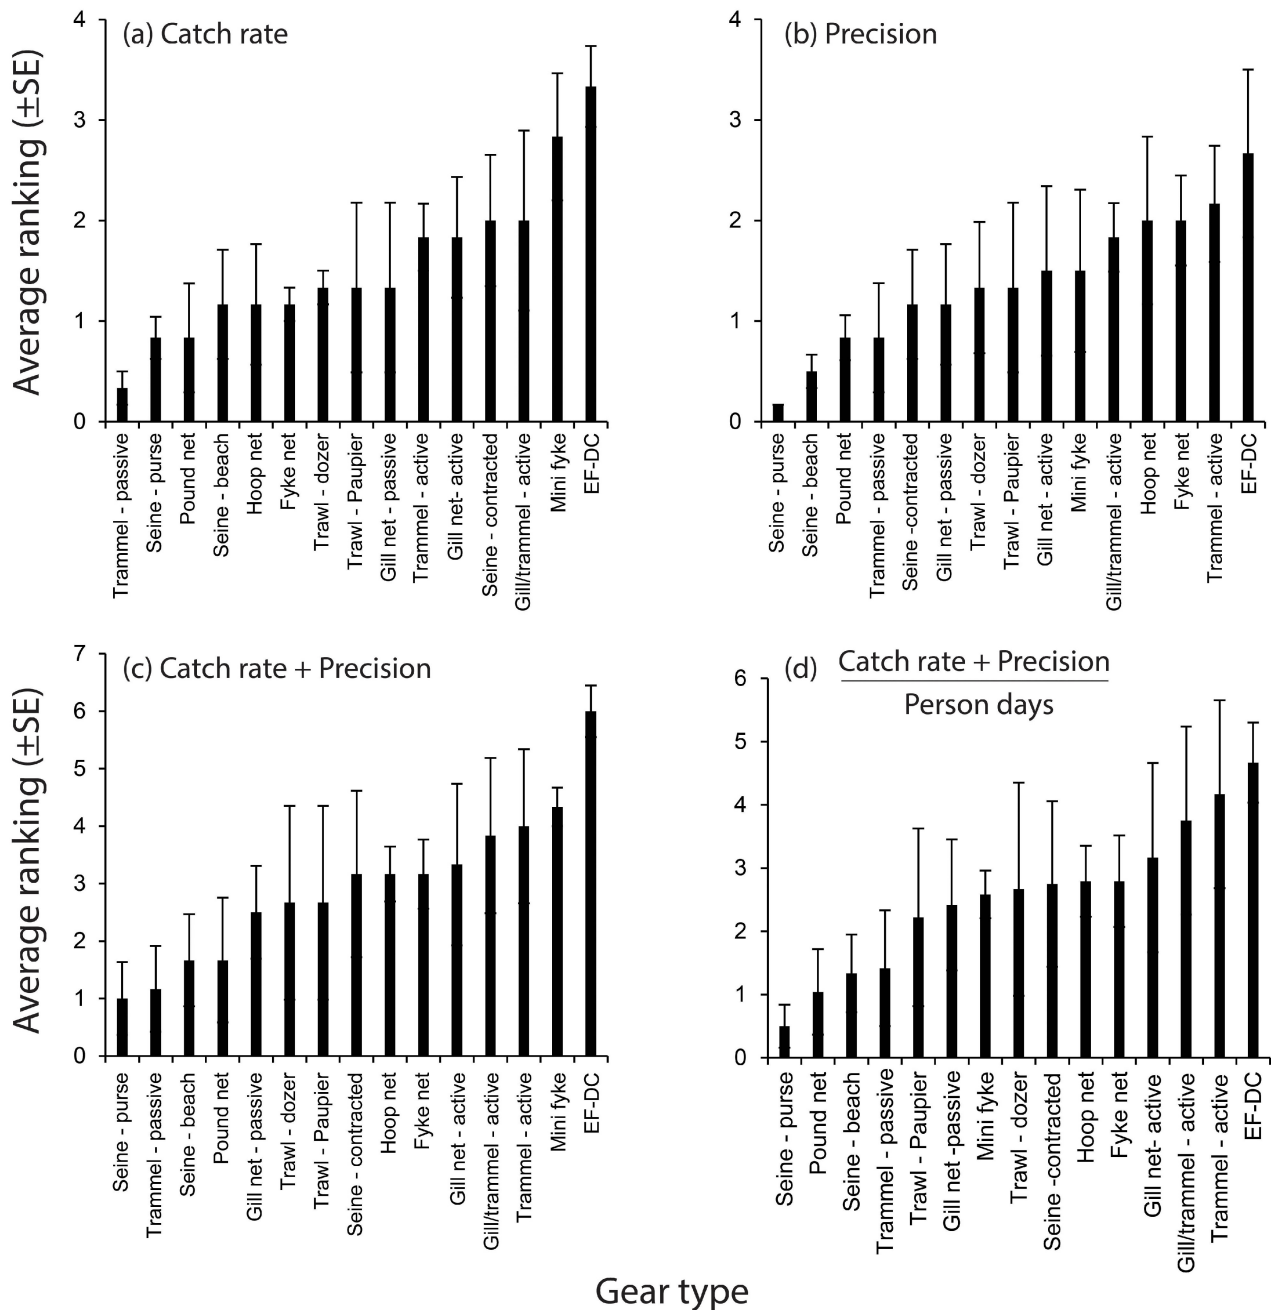 (a) Catch rate
Average ranking (±SE)
4
3
2
1
0
Trammel - passive
Seine - purse
Pound net
Seine - beach
Hoop net
Fyke net
Trawl - dozer
Trawl - Paupier
Gill net - passive
Trammel - active
Gill net- active
Seine - contracted
Gill/trammel - active
Mini fyke
EF-DC
(b) Precision
4
3
2
1
0
Seine - purse
Seine - beach
Pound net
Trammel - passive
Seine -contracted
Gill net - passive
Trawl - dozer
Trawl - Paupier
Gill net - active
Mini fyke
Gill/trammel - active
Hoop net
Fyke net
Trammel - active
EF-DC
(c) Catch rate + Precision
Average ranking (±SE)
7
6
5
4
3
2
1
0
Seine - purse
Trammel - passive
Seine - beach
Pound net
Gill net - passive
Trawl - dozer
Trawl - Paupier
Seine - contracted
Hoop net
Fyke net
Gill net - active
Gill/trammel - active
Trammel - active
Mini fyke
EF-DC
(d) Catch rate + Precision
Person days
6
5
4
3
2
1
0
Seine - purse
Pound net
Seine - beach
Trammel - passive
Trawl - Paupier
Gill net -passive
Mini fyke
Trawl - dozer
Seine -contracted
Hoop net
Fyke net
Gill net- active
Gill/trammel - active
Trammel - active
EF-DC
Gear type